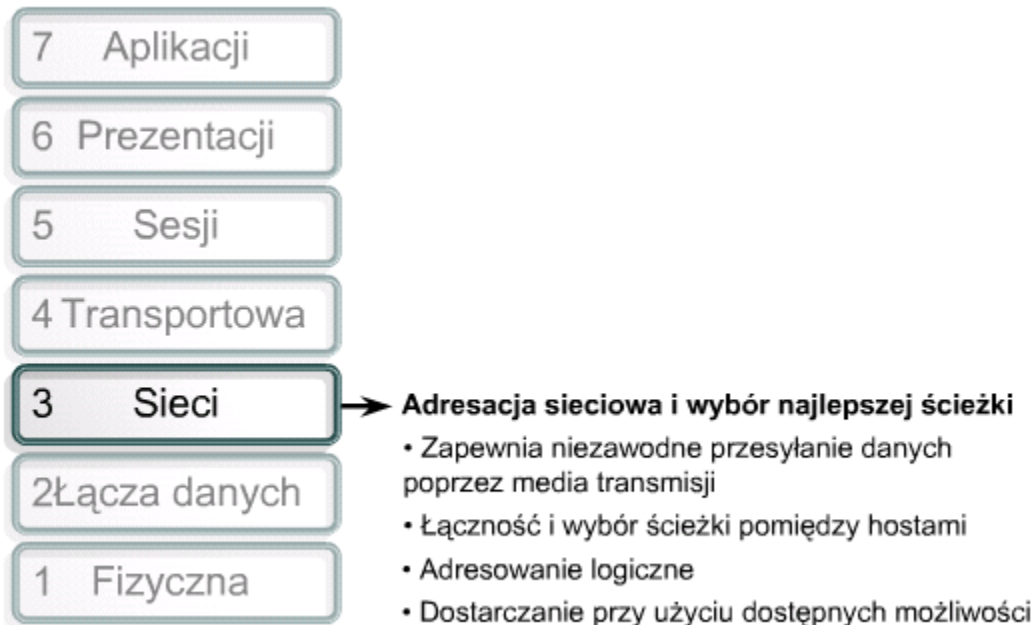 7 Aplikacji
6 Prezentacji
5 Sesji
4 Transportowa
3 Sieci
Adresacja sieciowa i wybór najlepszej ścieżki
• Zapewnia niezawodne przesyłanie danych
poprzez media transmisji
• Łączność i wybór ścieżki pomiędzy hostami
• Adresowanie logiczne
• Dostarczanie przy użyciu dostępnych możliwości
2Łącza danych
1 Fizyczna